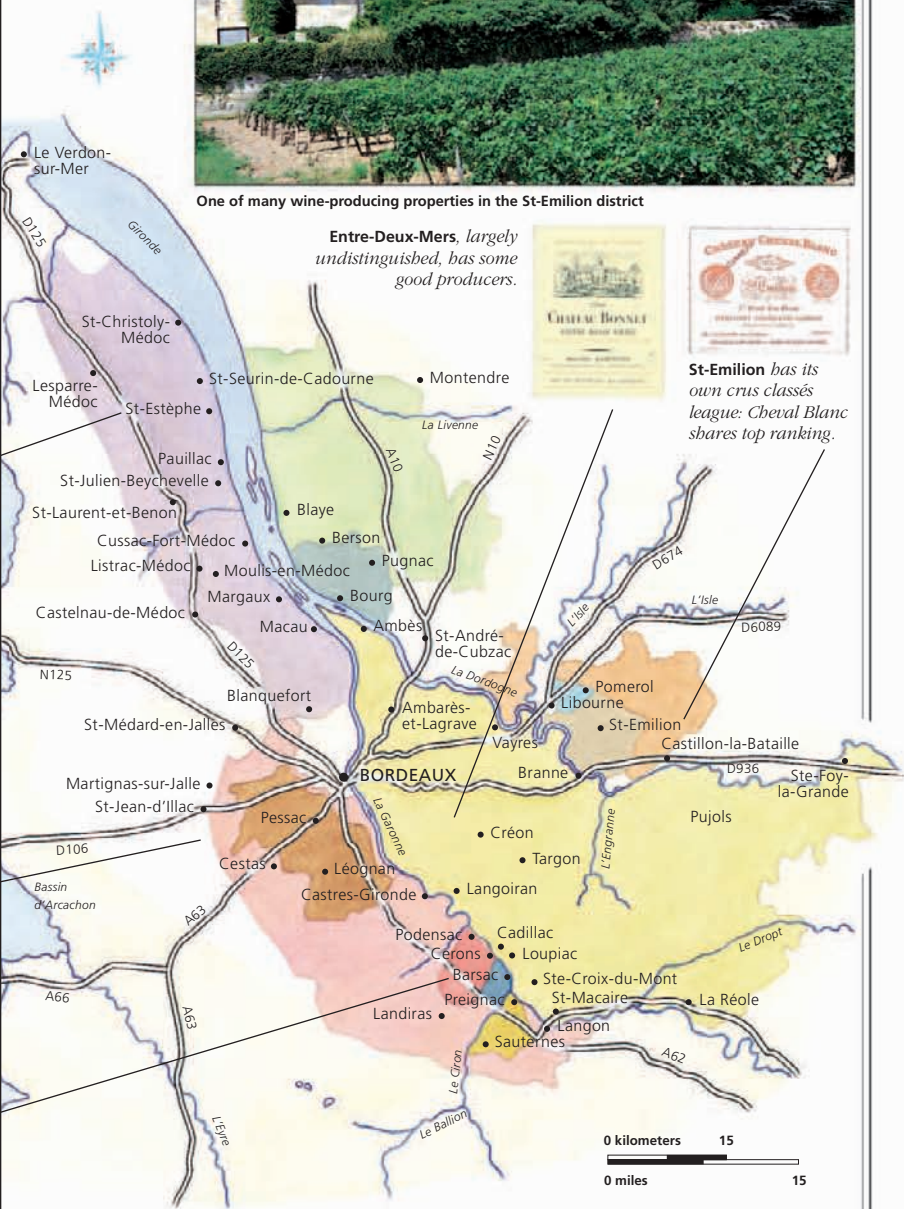 One of many wine-producing properties in the St-Emilion district
Entre-Deux-Mers, largely
undistinguished, has some
good producers.
CHATEAU BONNET
CHATEAU CHEVAL BLANC
St-Emilion has its
own crus classés
league: Cheval Blanc
shares top ranking.
Le Verdon-
sur-Mer
D125
Gironde
St-Christoly-
Médoc
Lesparre-
Médoc
St-Seurin-de-Cadourne
Montendre
St-Estèphe
La Livenne
A10
N10
Pauillac
St-Julien-Beychevelle
St-Laurent-et-Benon
Blaye
Cussac-Fort-Médoc
Berson
Listrac-Médoc
Moulis-en-Médoc
Pugnac
D674
Margaux
Bourg
L'Isle
L'Isle
Castelnau-de-Médoc
Macau
Ambès
St-André-
de-Cubzac
D6089
D125
N125
La Dordogne
Pomerol
Libourne
Blanquefort
Ambarès-
et-Lagrave
St-Emilion
St-Médard-en-Jalles
Vayres
Castillon-la-Bataille
BORDEAUX
Branne
D936
Ste-Foy-
la-Grande
Martignas-sur-Jalle
St-Jean-d'Illac
Pessac
La Garonne
Créon
L'Engranne
Pujols
D106
Cestas
Léognan
Targon
Bassin
d'Arcachon
Castres-Gironde
Langoiran
A63
Podensac
Cadillac
Cérons
Loupiac
Le Dropt
Barsac
Ste-Croix-du-Mont
A66
Preignac
St-Macaire
La Réole
A63
Landiras
Langon
Sauternes
A62
Le Ciron
L'Eyre
Le Ballion
0 kilometers 15
0 miles 15